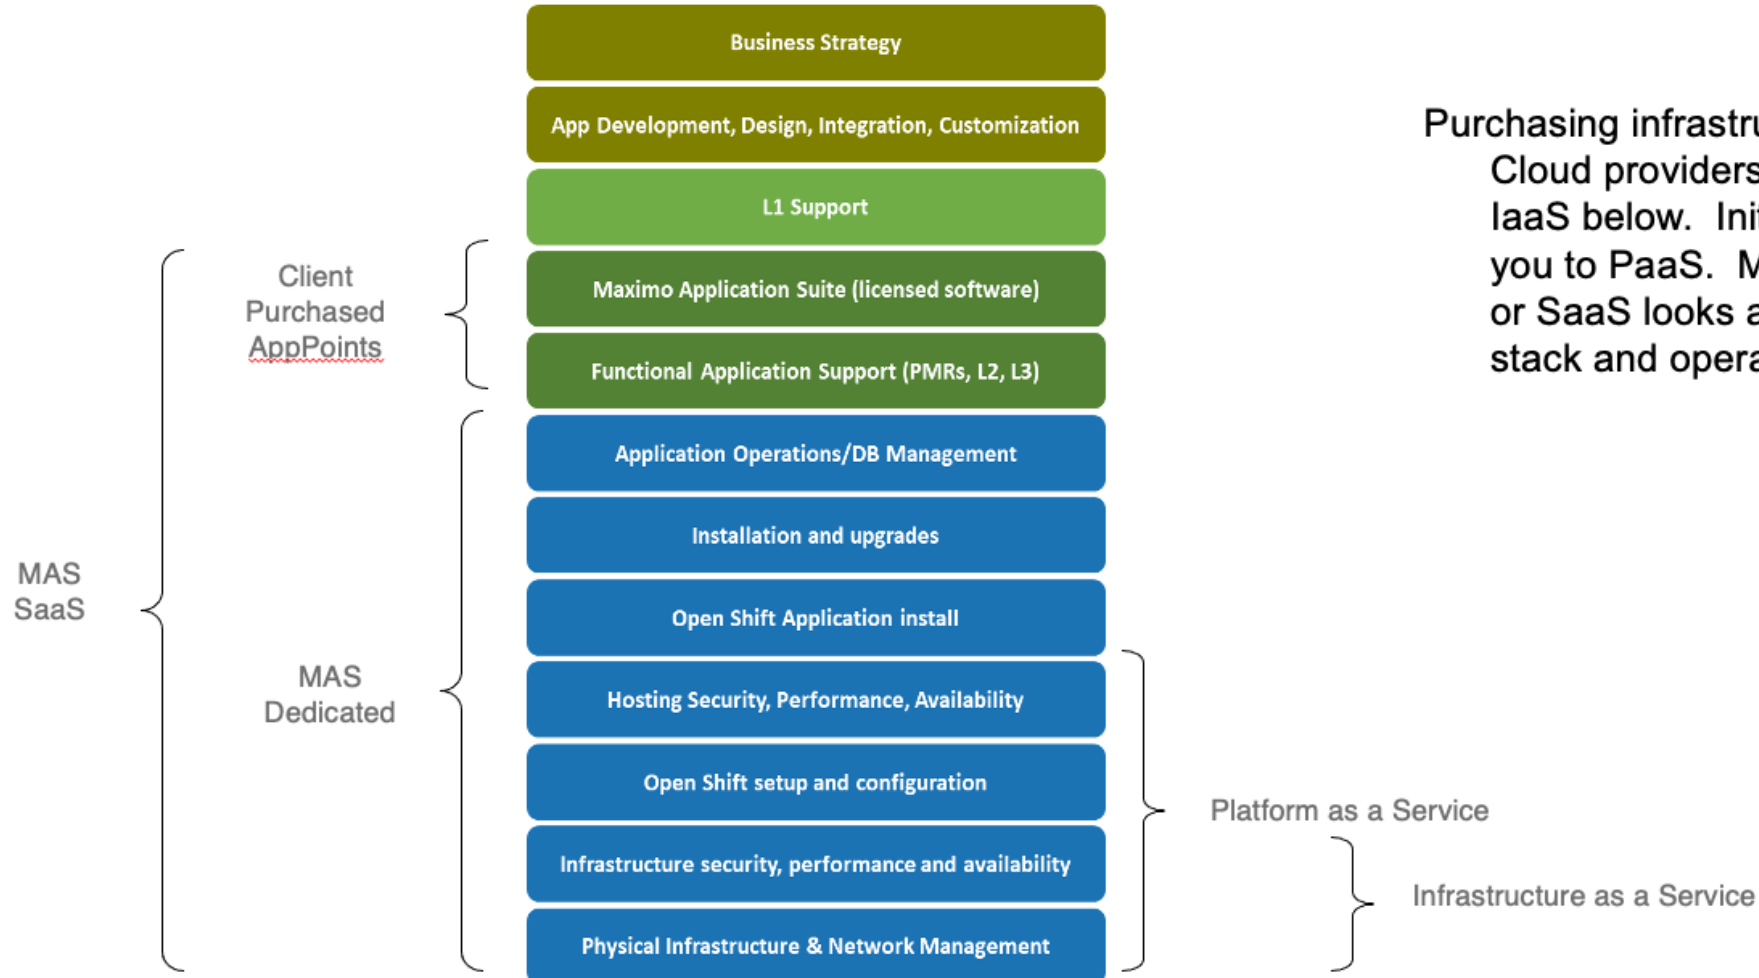 Business Strategy
App Development, Design, Integration, Customization
L1 Support
Maximo Application Suite (licensed software)
Functional Application Support (PMRs, L2, L3)
Application Operations/DB Management
Installation and upgrades
Open Shift Application install
Hosting Security, Performance, Availability
Open Shift setup and configuration
Infrastructure security, performance and availability
Physical Infrastructure & Network Management
Client
Purchased
AppPoints
MAS
SaaS
MAS
Dedicated
Purchasing
Cloud providers
IaaS below.
you to PaaS.
or SaaS looks
stack and
Platform as a Service
Infrastructure as a Service